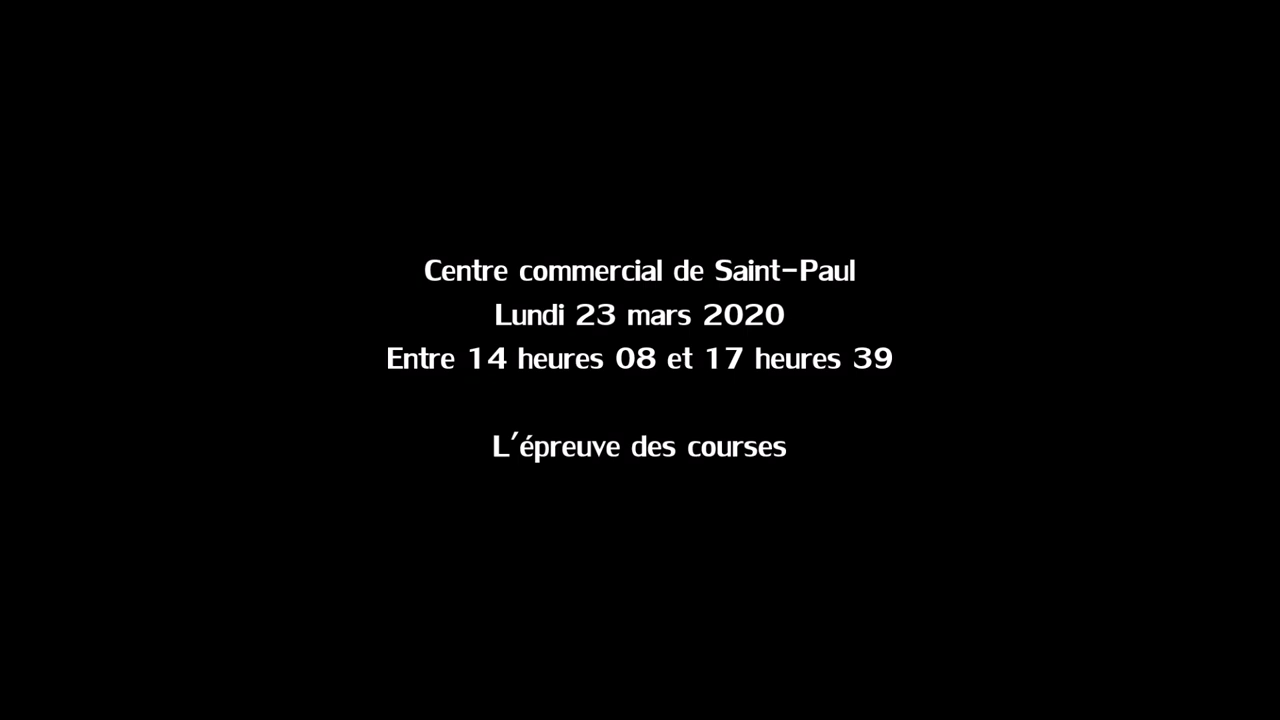 Centre commercial de Saint-Paul
Lundi 23 mars 2020
Entre 14 heures 08 et 17 heures 39
L'épreuve des courses